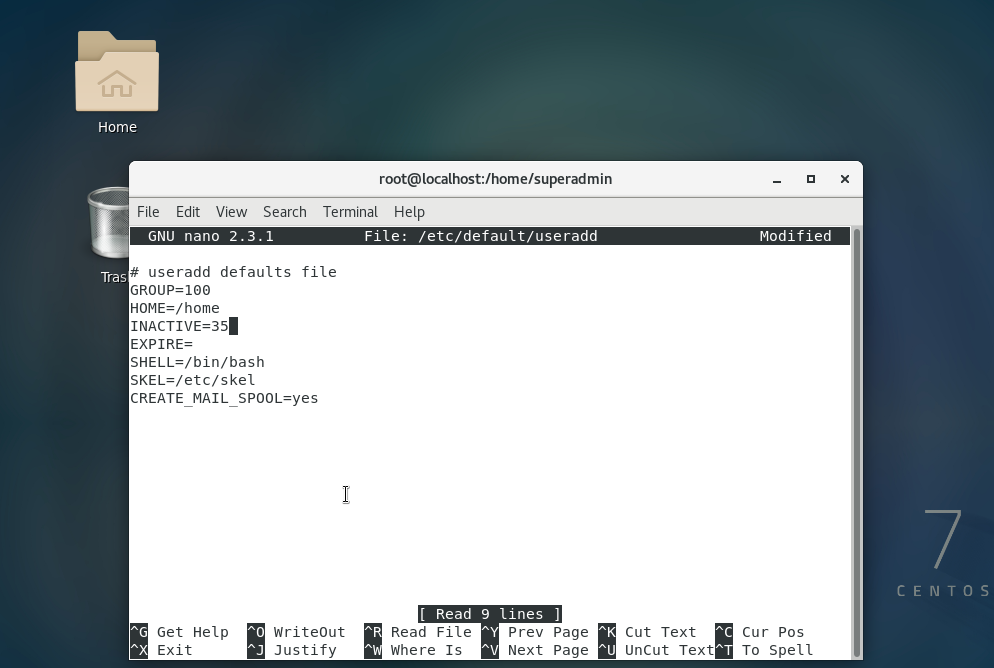 Home
Tras
root@localhost:/home/superadmin
File Edit View Search Terminal Help
GNU nano 2.3.1 File: /etc/default/useradd Modified
# useradd defaults file
GROUP=100
HOME=/home
INACTIVE=35
EXPIRE=
SHELL=/bin/bash
SKEL=/etc/skel
CREATE_MAIL_SPOOL=yes
[ Read 9 lines ]
^G Get Help ^O WriteOut ^R Read File ^Y Prev Page ^K Cut Text ^C Cur Pos
^X Exit ^J Justify ^W Where Is ^V Next Page ^U UnCut Text ^T To Spell
7
CENTOS